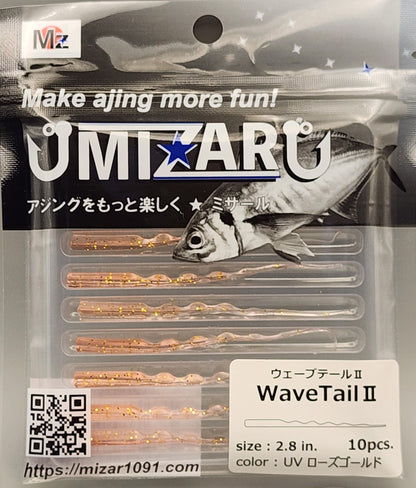 Mz
Make ajing more fun!
MIZAR
アジングをもっと楽しく ★ ミザール
ウェーブテールⅡ
WaveTailⅡ
size : 2.8 in. 10pcs.
color : UV ローズゴールド
https://mizar1091.com